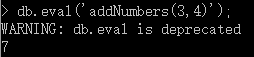 > db.eval('addNumbers(3,4)');
WARNING: db.eval is deprecated
7